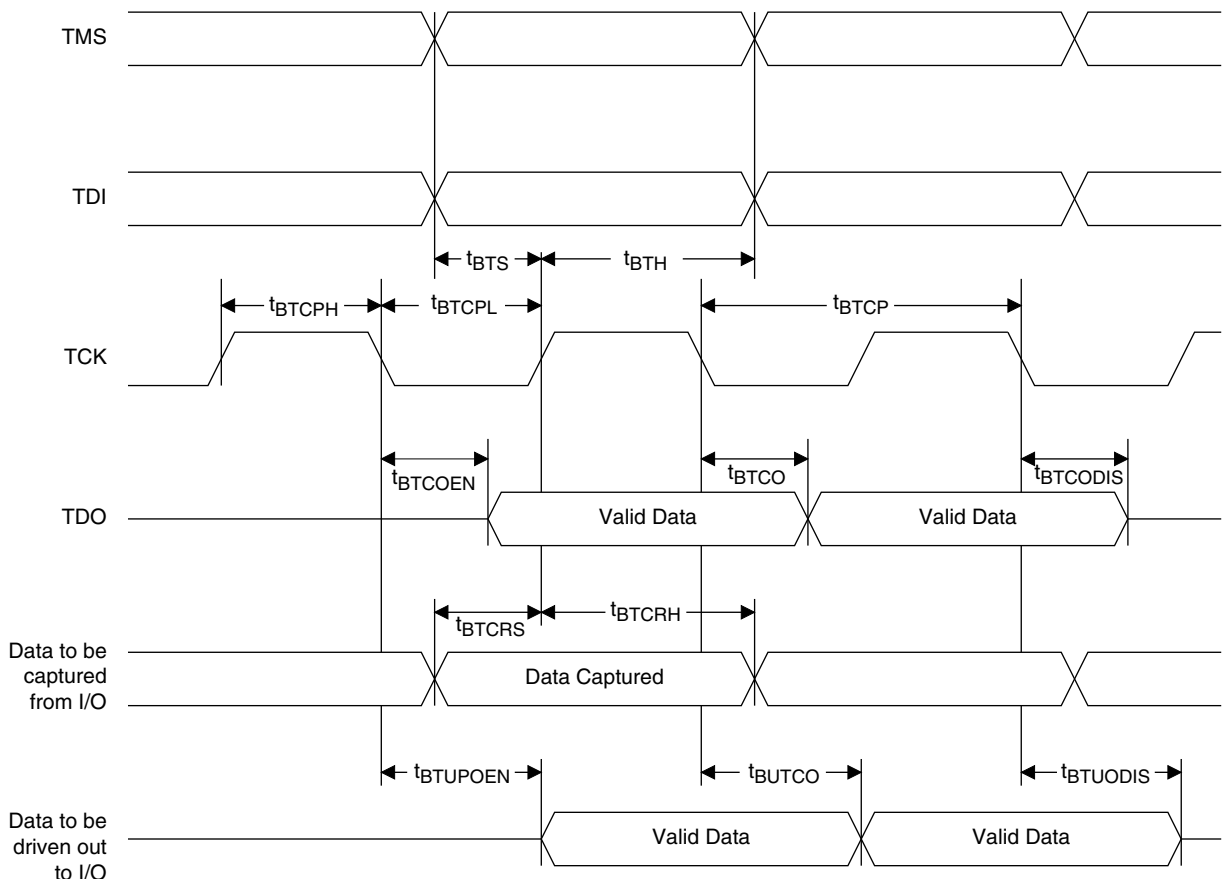 TMS
TDI
tBTS
tBTH
tBTCPH
tBTCPL
tBTCP
TCK
tBTCOEN
tBTCO
tBTCODIS
TDO
Valid Data
Valid Data
tBTCRS
tBTCRH
Data to be
captured
from I/O
Data Captured
tBTUPOEN
tBUTCO
tBTUODIS
Data to be
driven out
to I/O
Valid Data
Valid Data